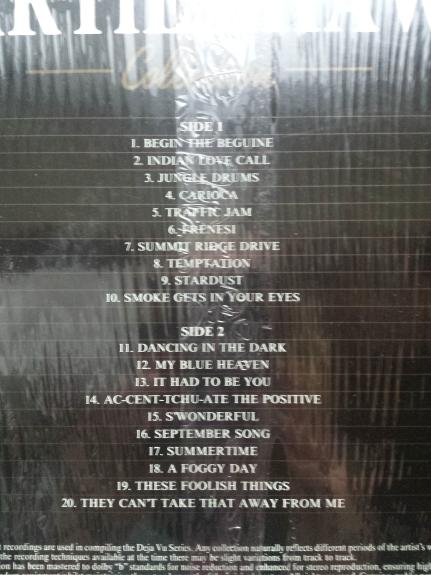 SIDE 1
1. BEGIN THE BEGUINE
2. INDIAN LOVE CALL
3. JUNGLE DRUMS
4. CARIOCA
5. TRAFFIC JAM
6. FRENESI
7. SUMMIT RIDGE DRIVE
8. TEMPTATION
9. STARDUST
10. SMOKE GETS IN YOUR EYES
SIDE 2
11. DANCING IN THE DARK
12. MY BLUE HEAVEN
13. IT HAD TO BE YOU
14. AC-CENT-TCHU-ATE THE POSITIVE
15. S'WONDERFUL
16. SEPTEMBER SONG
17. SUMMERTIME
18. A FOGGY DAY
19. THESE FOOLISH THINGS
20. THEY CAN'T TAKE THAT AWAY FROM ME
recordings are used in compiling the Deja Vu Series. Any collection naturally reflects different periods of the artist's
the recording techniques available at the time there may be slight variations from track to track.
has been mastered to dolby "b" standards for noise reduction and enhanced for stereo reproduction, ensuring